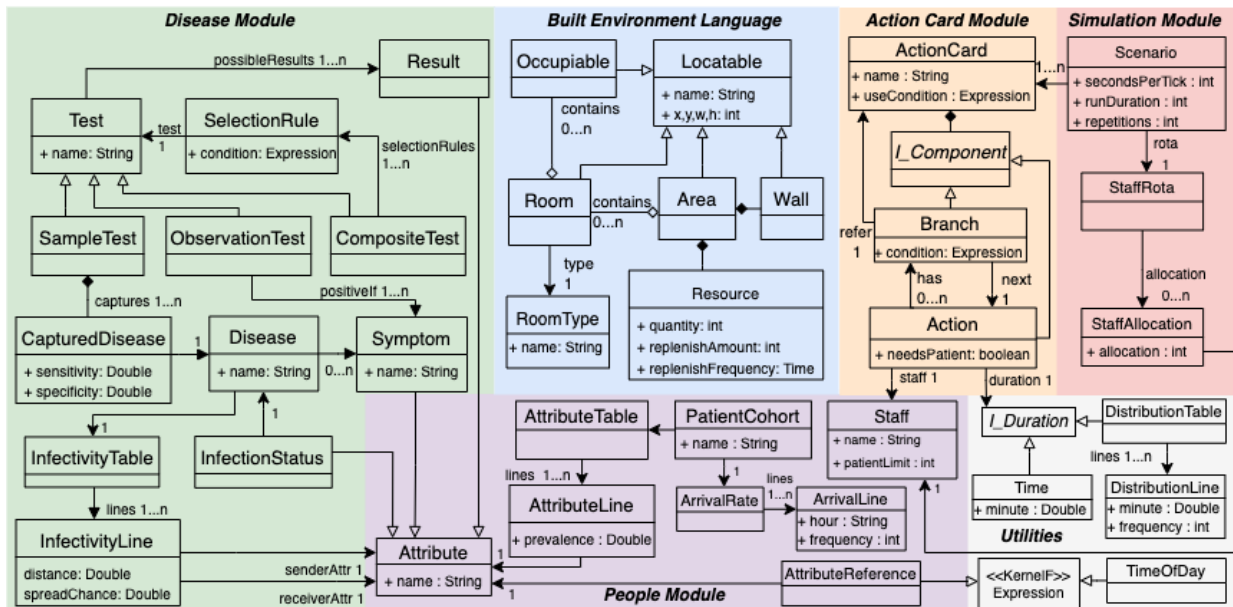 Disease Module
Built Environment Language
Action Card Module
Simulation Module
possibleResults 1...n
Result
Test
+ name: String
test
1
SelectionRule
+ condition: Expression
selectionRules
1...n
SampleTest
ObservationTest
CompositeTest
captures 1...n
positiveIf 1...n
CapturedDisease
+ sensitivity: Double
+ specificity: Double
1
Disease
+ name: String
0...n
Symptom
+ name: String
1
1
InfectivityTable
InfectionStatus
lines 1...n
InfectivityLine
distance: Double
spreadChance: Double
senderAttr 1
receiverAttr 1
Occupiable
Locatable
+ name: String
+ x,y,w,h: int
contains
0...n
Room
contains
0...n
Area
Wall
type
1
RoomType
+ name: String
Resource
+ quantity: int
+ replenishAmount: int
+ replenishFrequency: Time
ActionCard
+ name : String
+ useCondition : Expression
1...n
I_Component
Branch
+ condition: Expression
refer
1
has
0...n
next
1
Action
+ needsPatient: boolean
staff 1
duration 1
Scenario
+ secondsPerTick : int
+ runDuration : int
+ repetitions : int
rota
1
StaffRota
allocation
0...n
StaffAllocation
+ allocation : int
AttributeTable
PatientCohort
+ name : String
Staff
+ name : String
+ patientLimit : int
1
lines 1...n
1
lines
1...n
AttributeLine
+ prevalence : Double
ArrivalRate
ArrivalLine
+ hour : String
+ frequency : int
Attribute
+ name : String
1
1
AttributeReference
People Module
I_Duration
DistributionTable
lines 1...n
Time
+ minute : Double
DistributionLine
+ minute : Double
+ frequency : int
Utilities
<<KernelF>>
Expression
TimeOfDay